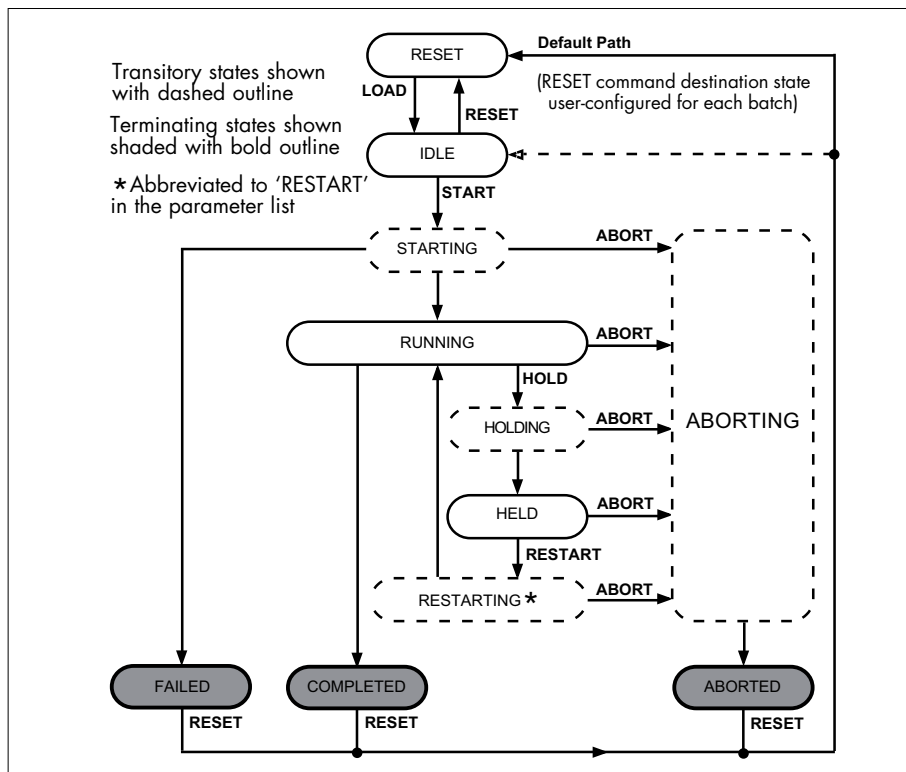 RESET
Default Path
Transitory states shown
with dashed outline
LOAD
RESET
(RESET command destination state
user-configured for each batch)
Terminating states shown
shaded with bold outline
IDLE
*Abbreviated to 'RESTART'
in the parameter list
START
STARTING
ABORT
RUNNING
ABORT
HOLD
HOLDING
ABORT
ABORTING
HELD
ABORT
RESTART
RESTARTING*
ABORT
FAILED
COMPLETED
ABORTED
RESET
RESET
RESET